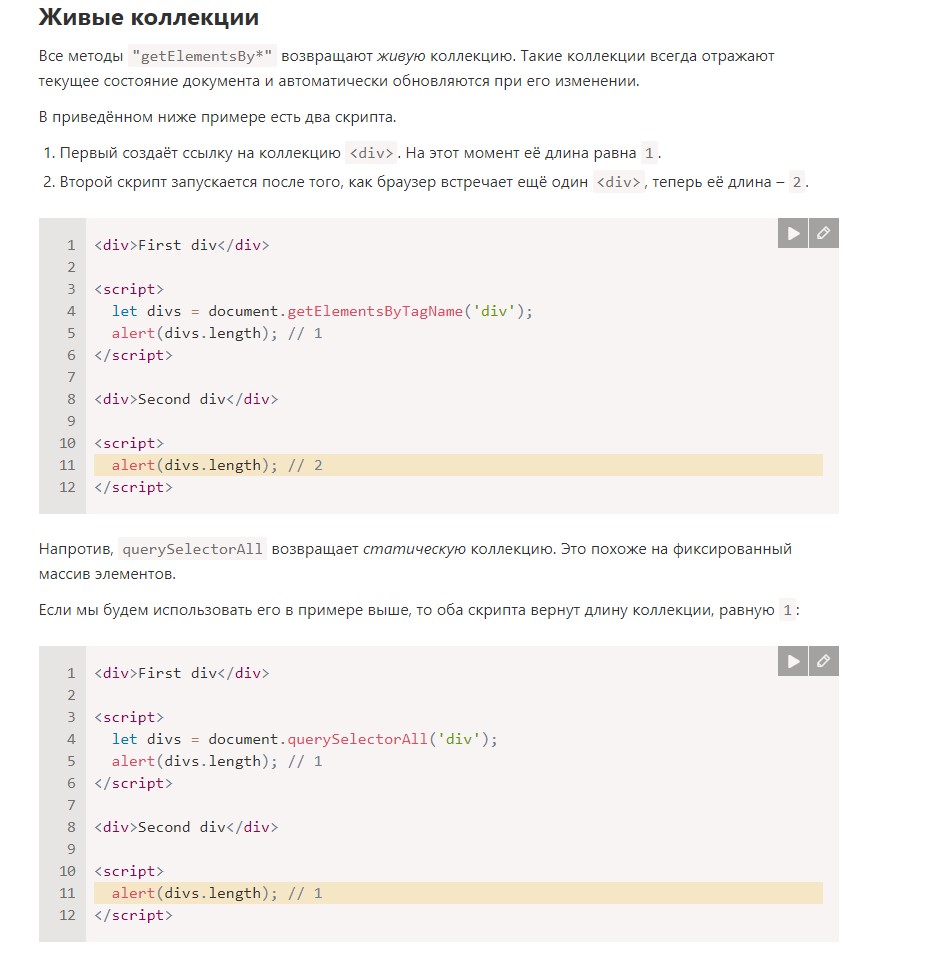 Живые коллекции
Все методы "getElementsBy*" возвращают живую коллекцию. Такие коллекции всегда отражают
текущее состояние документа и автоматически обновляются при его изменении.
В приведённом ниже примере есть два скрипта.
1. Первый создаёт ссылку на коллекцию <div>. На этот момент её длина равна 1.
2. Второй скрипт запускается после того, как браузер встречает ещё один <div>, теперь её длина – 2.
1 <div>First div</div>
2
3 <script>
4   let divs = document.getElementsByTagName('div');
5   alert(divs.length); // 1
6 </script>
7
8 <div>Second div</div>
9
10 <script>
11   alert(divs.length); // 2
12 </script>
Напротив, querySelectorAll возвращает статическую коллекцию. Это похоже на фиксированный
массив элементов.
Если мы будем использовать его в примере выше, то оба скрипта вернут длину коллекции, равную 1:
1 <div>First div</div>
2
3 <script>
4   let divs = document.querySelectorAll('div');
5   alert(divs.length); // 1
6 </script>
7
8 <div>Second div</div>
9
10 <script>
11   alert(divs.length); // 1
12 </script>